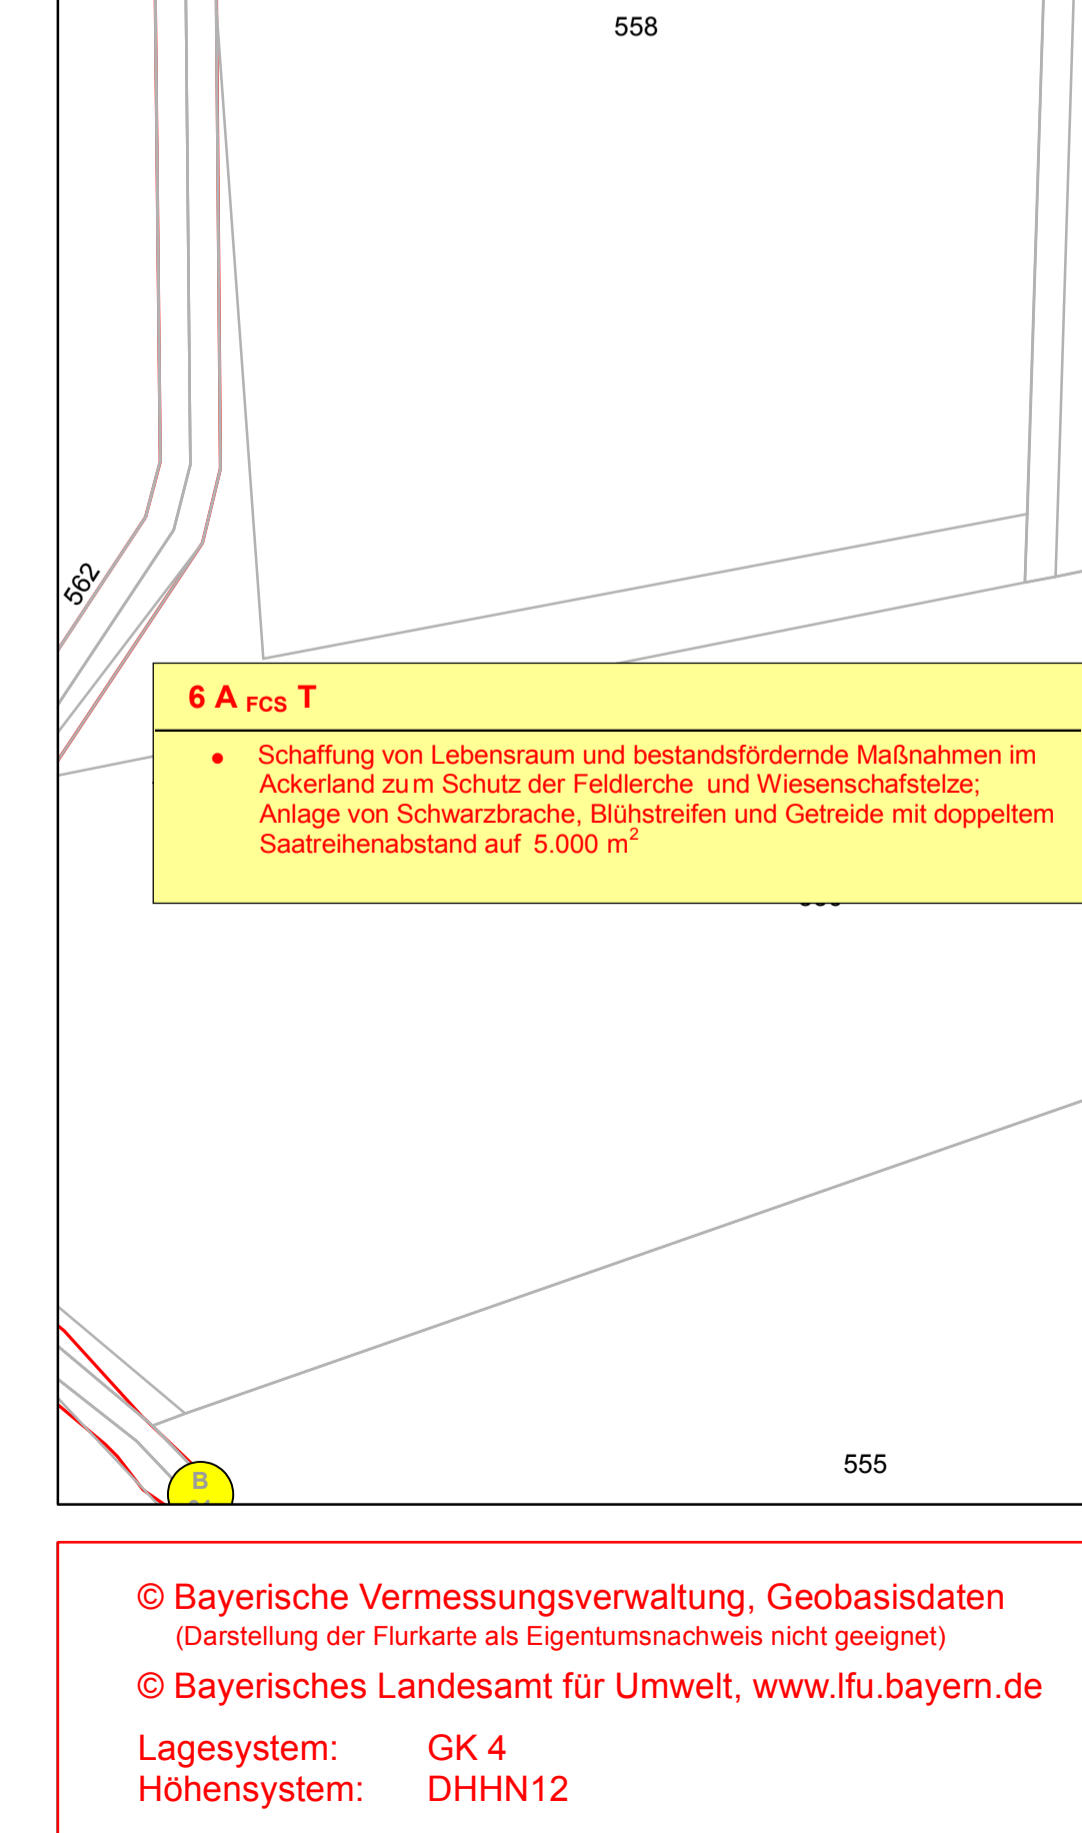 558
562
6 A FCS T
● Schaffung von Lebensraum und bestandsfördernde Maßnahmen im
Ackerland zum Schutz der Feldlerche und Wiesenschafstelze;
Anlage von Schwarzbrache, Blühstreifen und Getreide mit doppeltem
Saatreihenabstand auf 5.000 m²
555
B
© Bayerische Vermessungsverwaltung, Geobasisdaten
(Darstellung der Flurkarte als Eigentumsnachweis nicht geeignet)
© Bayerisches Landesamt für Umwelt, www.lfu.bayern.de
Lagesystem: GK 4
Höhensystem: DHHN12